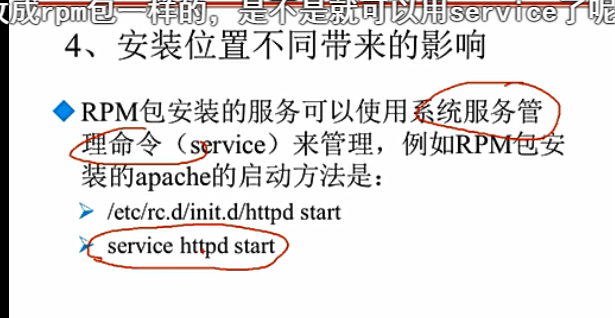 改成rpm包一样的，是不是就可以用service了呢
4、安装位置不同带来的影响
RPM包安装的服务可以使用系统服务管
理命令（service）来管理，例如RPM包安
装的apache的启动方法是：
/etc/rc.d/init.d/httpd start
service httpd start